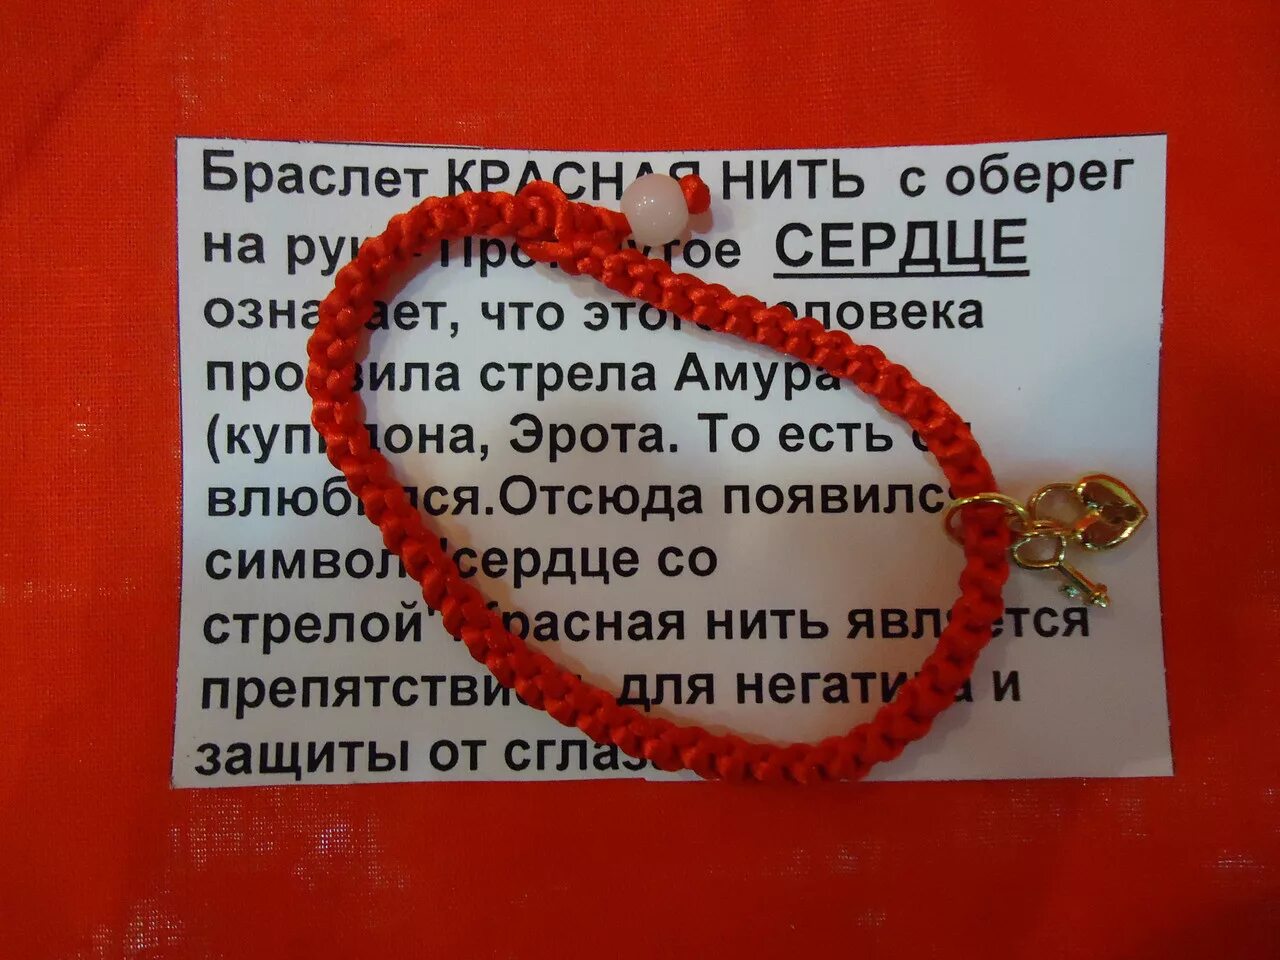 Браслет КРАСНАЯ НИТЬ с оберег
на руку- СЕРДЦЕ
означает, что этого человека
пронзила стрела Амура
(купидона, Эрота. То есть он
влюбился.Отсюда появился
символ "сердце со
стрелой". Красная нить является
препятствием для негатива и
защиты от сглаза